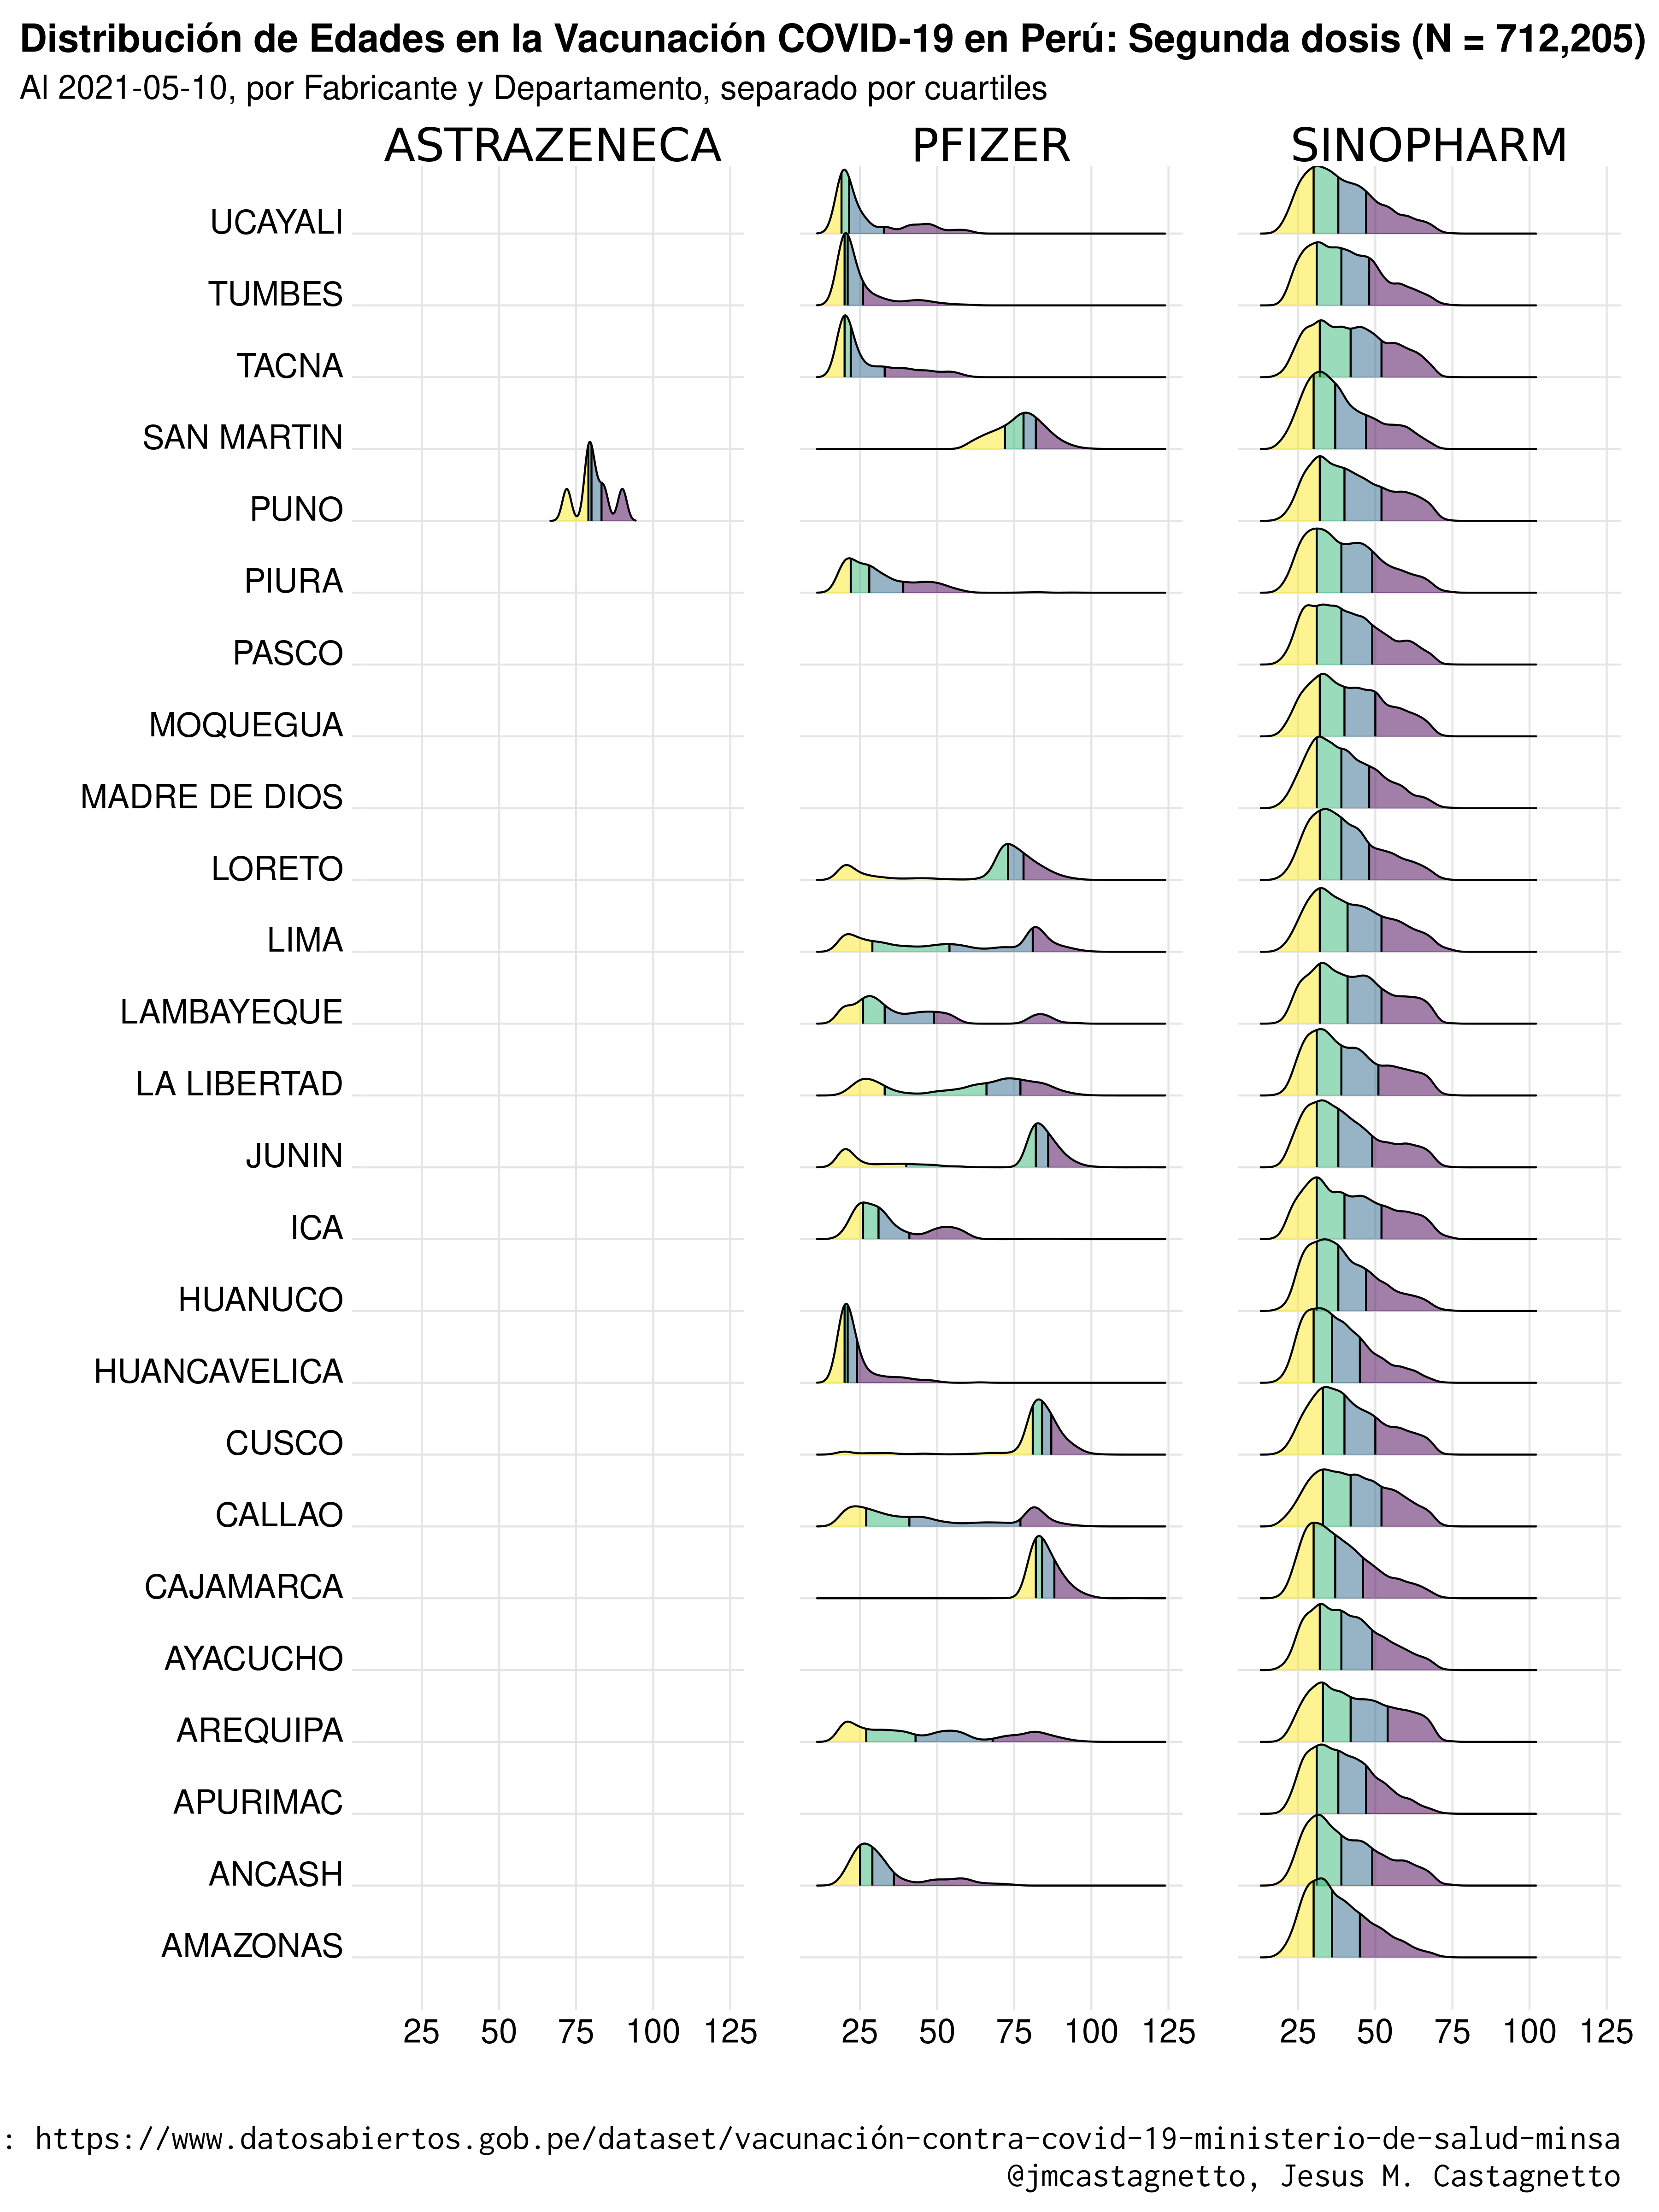 Distribución de Edades en la Vacunación COVID-19 en Perú: Segunda dosis (N = 712,205)
Al 2021-05-10, por Fabricante y Departamento, separado por cuartiles
ASTRAZENECA PFIZER SINOPHARM
UCAYALI
TUMBES
TACNA
SAN MARTIN
PUNO
PIURA
PASCO
MOQUEGUA
MADRE DE DIOS
LORETO
LIMA
LAMBAYEQUE
LA LIBERTAD
JUNIN
ICA
HUANUCO
HUANCAVELICA
CUSCO
CALLAO
CAJAMARCA
AYACUCHO
AREQUIPA
APURIMAC
ANCASH
AMAZONAS
25 50 75 100 125 25 50 75 100 125 25 50 75 100 125
: https://www.datosabiertos.gob.pe/dataset/vacunación-contra-covid-19-ministerio-de-salud-minsa
@jmcastagnetto, Jesus M. Castagnetto